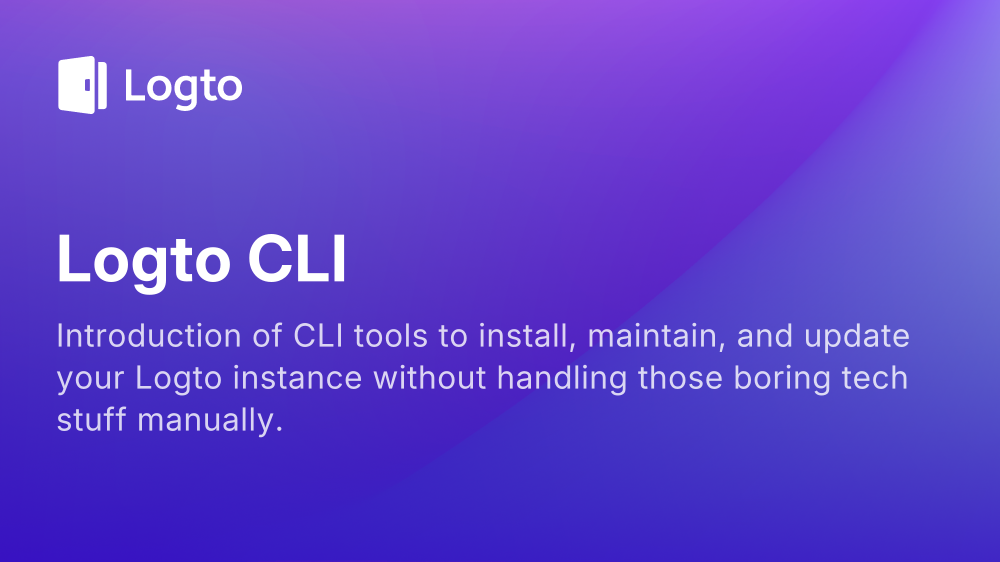 Logto
Logto CLI
Introduction of CLI tools to install, maintain, and update
your Logto instance without handling those boring tech
stuff manually.